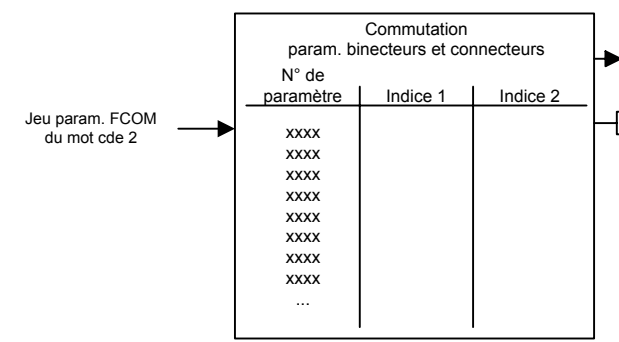 Commutation
param. binecteurs et connecteurs
N° de
paramètre Indice 1 Indice 2
Jeu param. FCOM
du mot cde 2
xxxx
xxxx
xxxx
xxxx
xxxx
xxxx
xxxx
xxxx
...